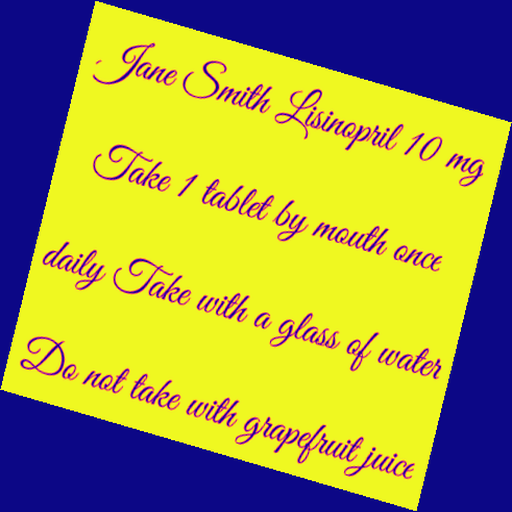 Jane Smith Lisinopril 10 mg
Take 1 tablet by mouth once
daily Take with a glass of water
Do not take with grapefruit juice